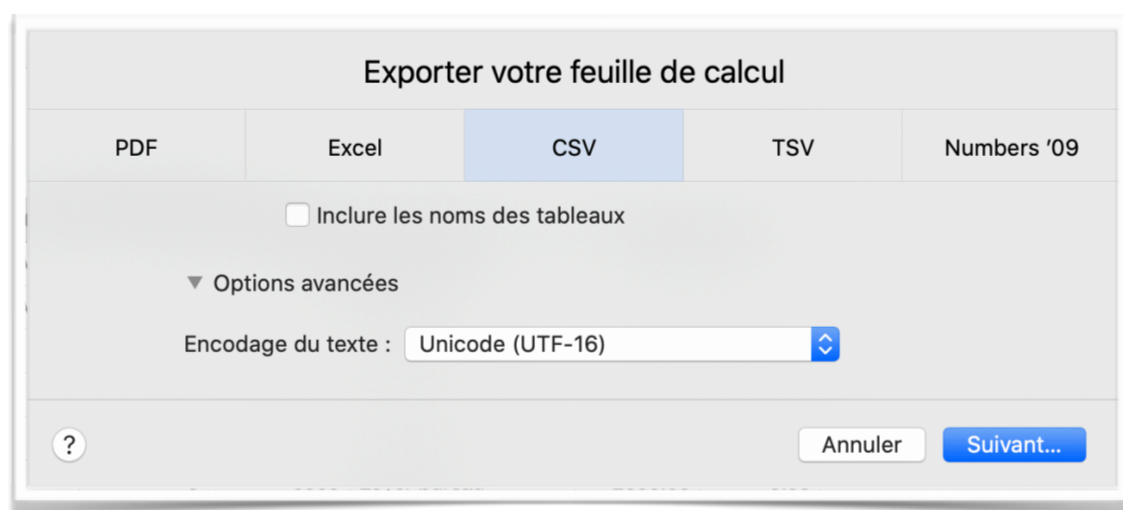 Exporter votre feuille de calcul
PDF Excel CSV TSV Numbers ’09
Inclure les noms des tableaux
Options avancées
Encodage du texte : Unicode (UTF-16)
? Annuler Suivant...